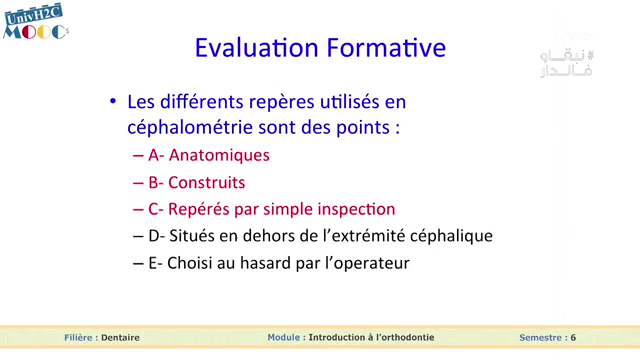 UnivH2C
MOOCs
Evaluation Formative
#نبقاو
فالدار
• Les différents repères utilisés en
céphalométrie sont des points :
– A- Anatomiques
– B- Construits
– C- Repérés par simple inspection
– D- Situés en dehors de l’extrémité céphalique
– E- Choisi au hasard par l’operateur
Filière : Dentaire
Module : Introduction à l’orthodontie
Semestre : 6